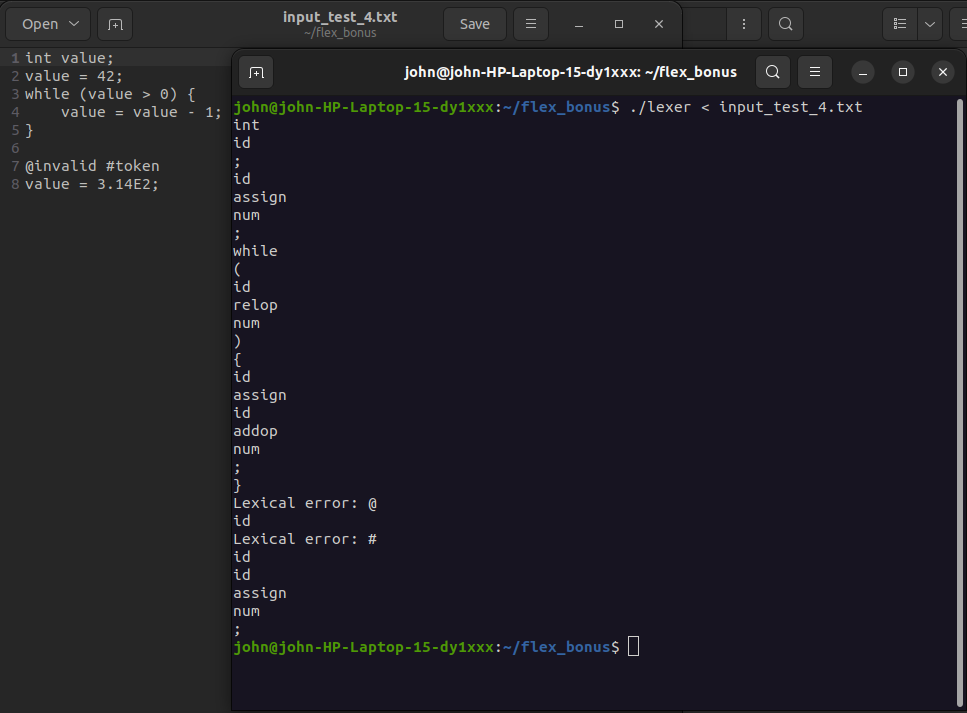 Open
input_test_4.txt
~/flex_bonus
Save
1 int value;
2 value = 42;
3 while (value > 0) {
4     value = value - 1;
5 }
6
7 @invalid #token
8 value = 3.14E2;
john@john-HP-Laptop-15-dy1xxx: ~/flex_bonus
john@john-HP-Laptop-15-dy1xxx:~/flex_bonus$ ./lexer < input_test_4.txt
int
id
;
id
assign
num
;
while
(
id
relop
num
)
{
id
assign
id
addop
num
;
}
Lexical error: @
id
Lexical error: #
id
id
assign
num
;
john@john-HP-Laptop-15-dy1xxx:~/flex_bonus$